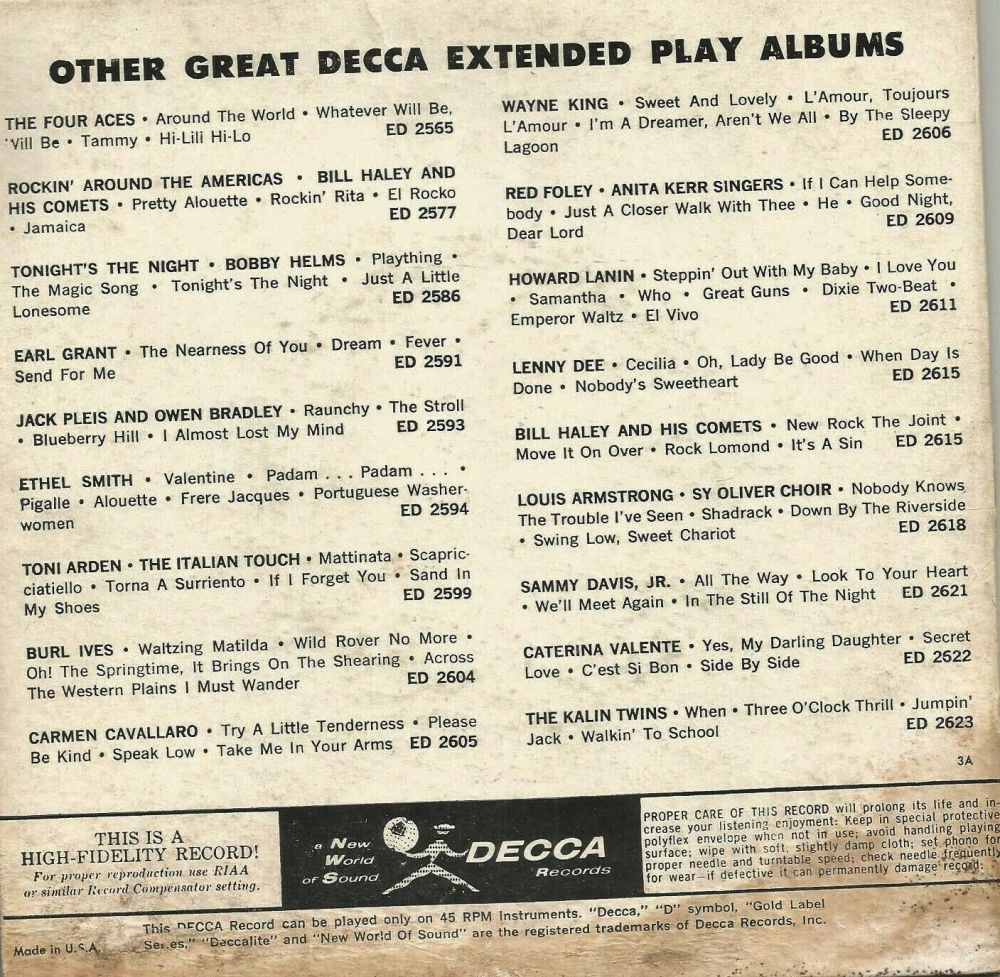 OTHER GREAT DECCA EXTENDED PLAY ALBUMS
THE FOUR ACES • Around The World • Whatever Will Be,
Will Be • Tammy • Hi-Lili Hi-Lo ED 2565
ROCKIN' AROUND THE AMERICAS • BILL HALEY AND
HIS COMETS • Pretty Alouette • Rockin' Rita • El Rocko
• Jamaica ED 2577
TONIGHT'S THE NIGHT • BOBBY HELMS • Plaything •
The Magic Song • Tonight's The Night • Just A Little
Lonesome ED 2586
EARL GRANT • The Nearness Of You • Dream • Fever •
Send For Me ED 2591
JACK PLEIS AND OWEN BRADLEY • Raunchy • The Stroll
• Blueberry Hill • I Almost Lost My Mind ED 2593
ETHEL SMITH • Valentine • Padam . . . Padam . . . •
Pigalle • Alouette • Frere Jacques • Portuguese Washer-
women ED 2594
TONI ARDEN • THE ITALIAN TOUCH • Mattinata • Scapric-
ciatiello • Torna A Surriento • If I Forget You • Sand In
My Shoes ED 2599
BURL IVES • Waltzing Matilda • Wild Rover No More •
Oh! The Springtime, It Brings On The Shearing • Across
The Western Plains I Must Wander ED 2604
CARMEN CAVALLARO • Try A Little Tenderness • Please
Be Kind • Speak Low • Take Me In Your Arms ED 2605
WAYNE KING • Sweet And Lovely • L'Amour, Toujours
L'Amour • I'm A Dreamer, Aren't We All • By The Sleepy
Lagoon ED 2606
RED FOLEY • ANITA KERR SINGERS • If I Can Help Some-
body • Just A Closer Walk With Thee • He • Good Night,
Dear Lord ED 2609
HOWARD LANIN • Steppin' Out With My Baby • I Love You
• Samantha • Who • Great Guns • Dixie Two-Beat •
Emperor Waltz • El Vivo ED 2611
LENNY DEE • Cecilia • Oh, Lady Be Good • When Day Is
Done • Nobody's Sweetheart ED 2615
BILL HALEY AND HIS COMETS • New Rock The Joint •
Move It On Over • Rock Lomond • It's A Sin ED 2615
LOUIS ARMSTRONG • SY OLIVER CHOIR • Nobody Knows
The Trouble I've Seen • Shadrack • Down By The Riverside
• Swing Low, Sweet Chariot ED 2618
SAMMY DAVIS, JR. • All The Way • Look To Your Heart
• We'll Meet Again • In The Still Of The Night ED 2621
CATERINA VALENTE • Yes, My Darling Daughter • Secret
Love • C'est Si Bon • Side By Side ED 2622
THE KALIN TWINS • When • Three O'Clock Thrill • Jumpin'
Jack • Walkin' To School ED 2623
3A
THIS IS A
HIGH-FIDELITY RECORD!
For proper reproduction use RIAA
or similar Record Compensator setting.
a New
World
of Sound
DECCA
Records
PROPER CARE OF THIS RECORD will prolong its life and in-
crease your listening enjoyment: Keep in special protective
polyflex envelope when not in use; avoid handling playing
surface; wipe with soft, slightly damp cloth; set phono for
proper needle and turntable speed; check needle frequently
for wear—if defective it can permanently damage record.
This DECCA Record can be played only on 45 RPM Instruments. "Decca," "D" symbol, "Gold Label
Series," "Deccalite" and "New World Of Sound" are the registered trademarks of Decca Records, Inc.
Made in U.S.A.